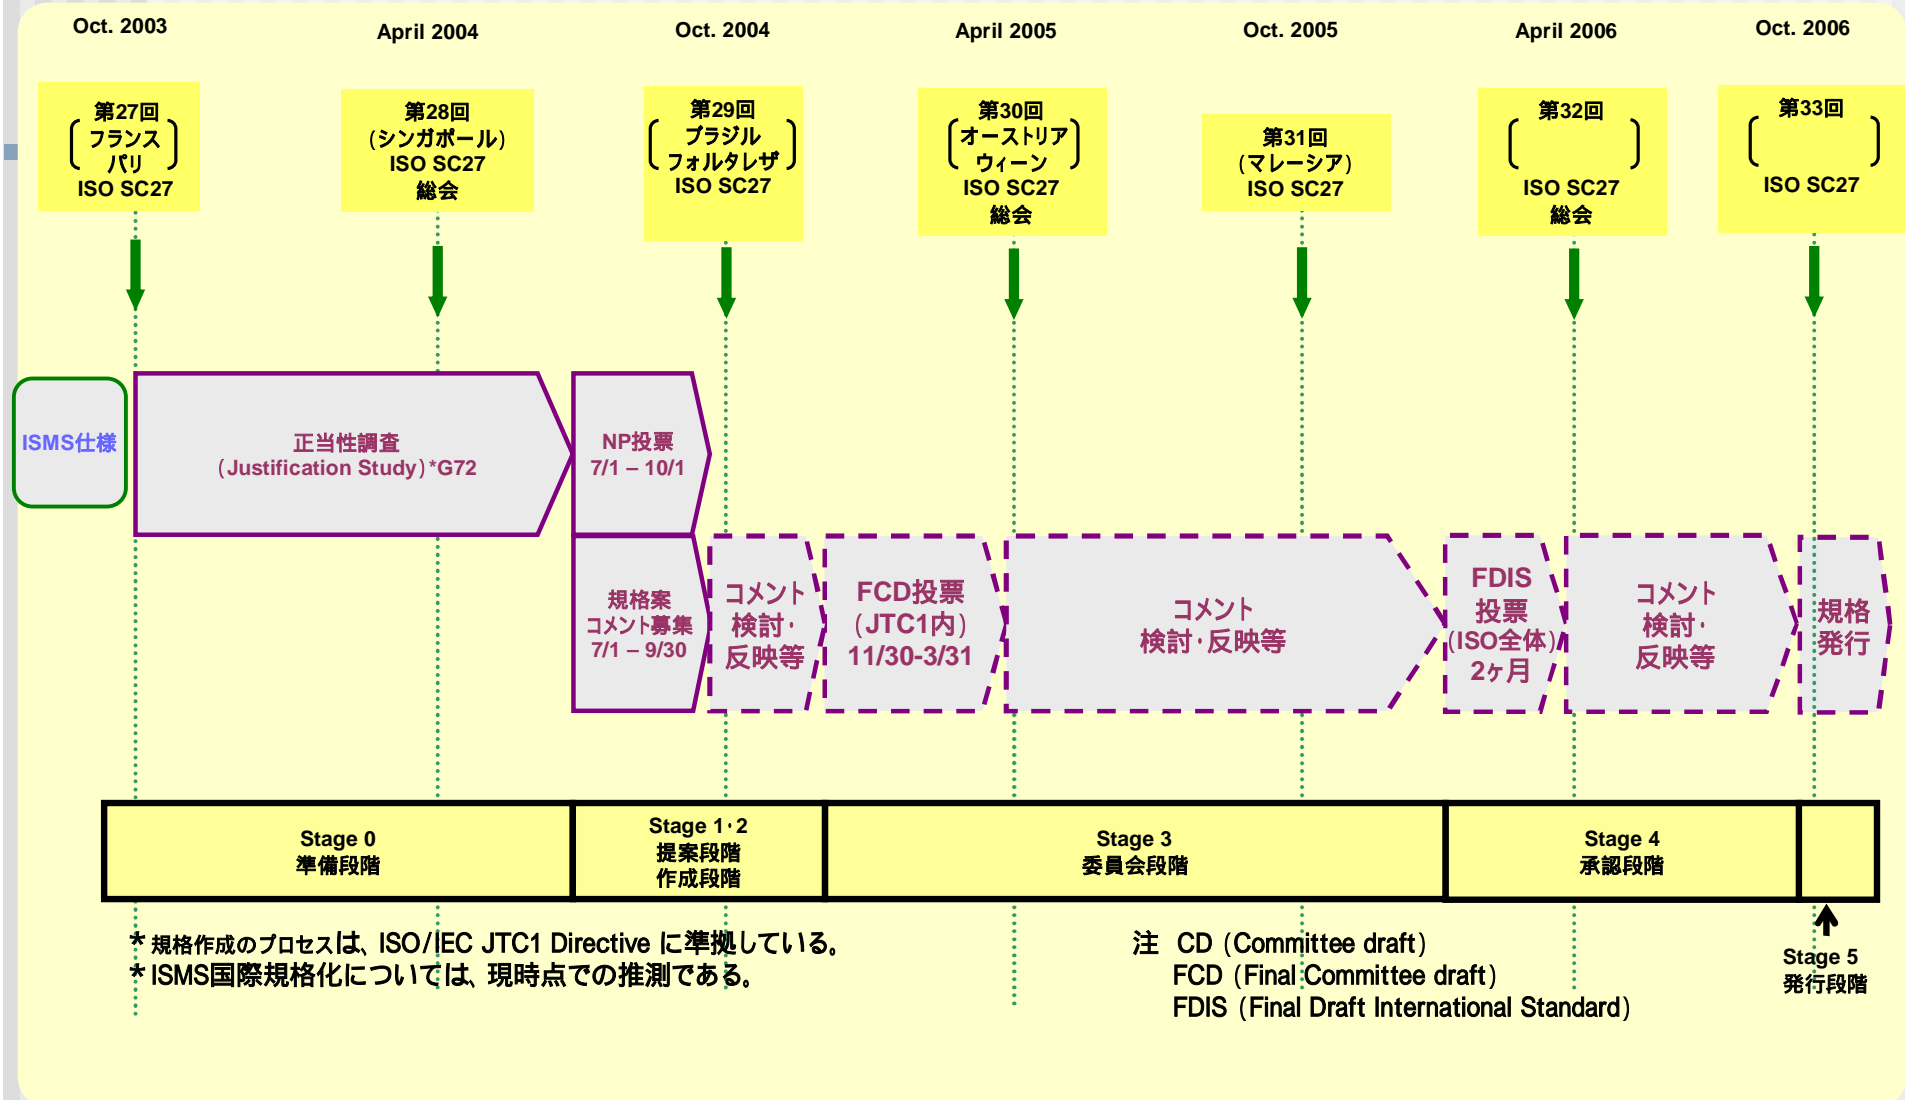 Oct. 2003
April 2004
Oct. 2004
April 2005
Oct. 2005
April 2006
Oct. 2006
第27回
フランス
パリ
ISO SC27
第28回
(シンガポール)
ISO SC27
総会
第29回
ブラジル
フォルタレザ
ISO SC27
第30回
オーストリア
ウィーン
ISO SC27
総会
第31回
(マレーシア)
ISO SC27
第32回
ISO SC27
総会
第33回
ISO SC27
ISMS仕様
正当性調査
(Justification Study)*G72
NP投票
7/1 – 10/1
規格案
コメント募集
7/1 – 9/30
コメント
検討・
反映等
FCD投票
(JTC1内)
11/30-3/31
コメント
検討・反映等
FDIS
投票
(ISO全体)
2ヶ月
コメント
検討・
反映等
規格
発行
Stage 0
準備段階
Stage 1・2
提案段階
作成段階
Stage 3
委員会段階
Stage 4
承認段階
Stage 5
発行段階
* 規格作成のプロセスは、ISO/IEC JTC1 Directive に準拠している。
* ISMS国際規格化については、現時点での推測である。
注 CD (Committee draft)
FCD (Final Committee draft)
FDIS (Final Draft International Standard)